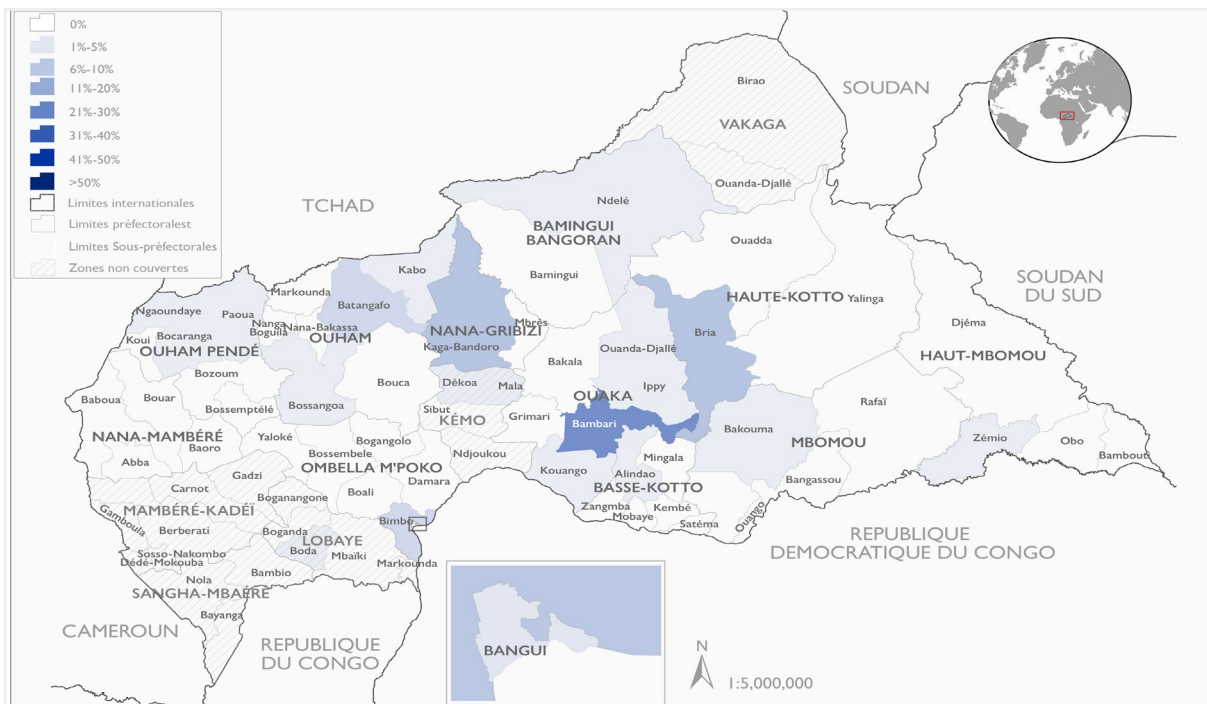 0%
1%-5%
6%-10%
11%-20%
21%-30%
31%-40%
41%-50%
>50%
Limites internationales
Limites préfectoralest
Limites Sous-préfectorales
Zones non couvertes
SOUDAN
TCHAD
SOUDAN
DU SUD
REPUBLIQUE
DEMOCRATIQUE DU CONGO
CAMEROUN
REPUBLIQUE
DU CONGO
Birao
VAKAGA
Ouanda-Djallé
Ndelé
BAMINGUI
BANGORAN
Bamingui
Ouadda
HAUTE-KOTTO
Yalinga
Bria
Djéma
HAUT-MBOMOU
Kabo
Markounda
Batangafo
Ngaoundaye
Paoua
Nanga
Boguila
Nana-Bakassa
OUHAM
Koui
Bocaranga
OUHAM PENDÉ
Bozoum
NANA-GRIBIZI
Kaga-Bandoro
Mbrès
Bakala
Ouanda-Djallé
Ippy
OUAKA
Bambari
Bouca
Dékoa
Mala
Sibut
KÉMO
Grimari
Ndjoukou
Baboua
Bouar
Bossemptélé
Bossangoa
NANA-MAMBÉRÉ
Baoro
Abba
Yaloké
Bossembele
Bogangolo
OMBELLA M'POKO
Damara
Boali
Gadzi
Carnot
Boganangone
MAMBÉRÉ-KADEÏ
Gamboula
Berberati
Boganda
LOBAYE
Boda
Mbaïki
Bimbo
Markounda
Sosso-Nakombo
Dédé-Mokouba
Nola
Bambio
SANGHA-MBAÉRÉ
Bayanga
Kouango
Alindao
BASSE-KOTTO
Mingala
Zangmba
Mobaye
Kembé
Satéma
Bakouma
MBOMOU
Bangassou
Ouango
Rafaï
Zémio
Obo
Bambouti
BANGUI
N
1:5,000,000